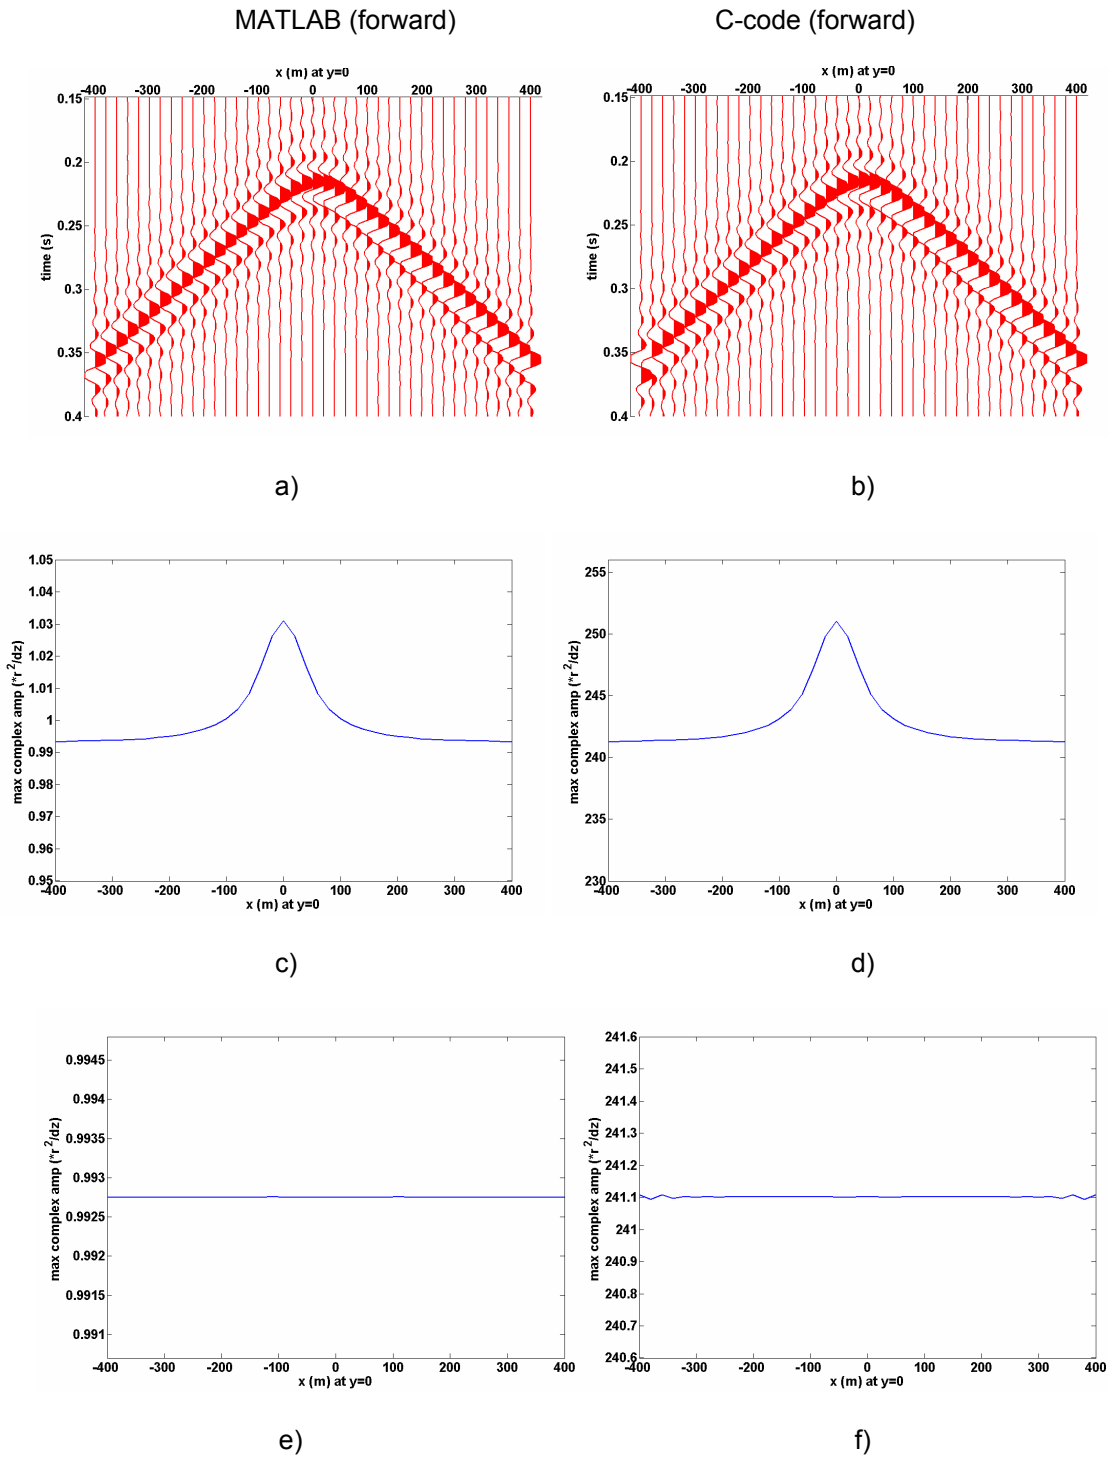 MATLAB (forward)
C-code (forward)
x (m) at y=0
-400 -300 -200 -100 0 100 200 300 400
0.15
0.2
0.25
0.3
0.35
0.4
time (s)
a)
x (m) at y=0
-400 -300 -200 -100 0 100 200 300 400
0.15
0.2
0.25
0.3
0.35
0.4
time (s)
b)
1.05
1.04
1.03
1.02
1.01
1
0.99
0.98
0.97
0.96
0.95
max complex amp (*r²/dz)
-400 -300 -200 -100 0 100 200 300 400
x (m) at y=0
c)
255
250
245
240
235
230
max complex amp (*r²/dz)
-400 -300 -200 -100 0 100 200 300 400
x (m) at y=0
d)
0.9945
0.994
0.9935
0.993
0.9925
0.992
0.9915
0.991
max complex amp (*r²/dz)
-400 -300 -200 -100 0 100 200 300 400
x (m) at y=0
e)
241.6
241.5
241.4
241.3
241.2
241.1
241
240.9
240.8
240.7
240.6
max complex amp (*r²/dz)
-400 -300 -200 -100 0 100 200 300 400
x (m) at y=0
f)